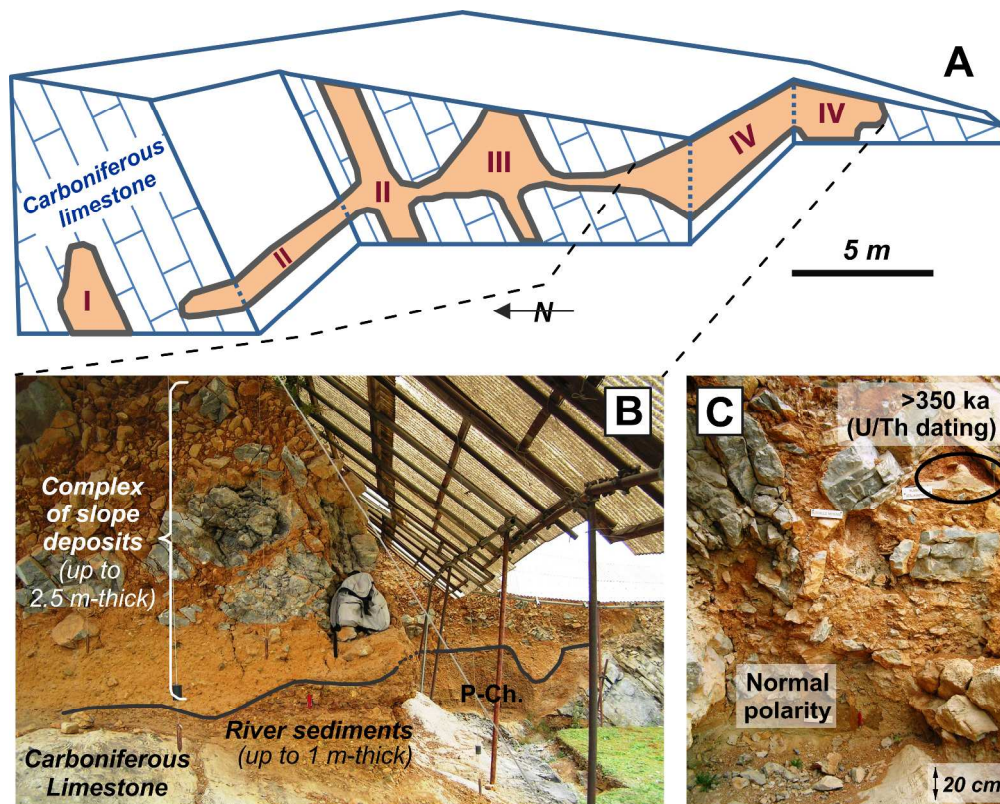 A
Carboniferous
limestone
I
II
II
III
IV
IV
5 m
N
B
Complex
of slope
deposits
(up to
2.5 m-thick)
P-Ch.
River sediments
(up to 1 m-thick)
Carboniferous
Limestone
C
>350 ka
(U/Th dating)
Normal
polarity
20 cm